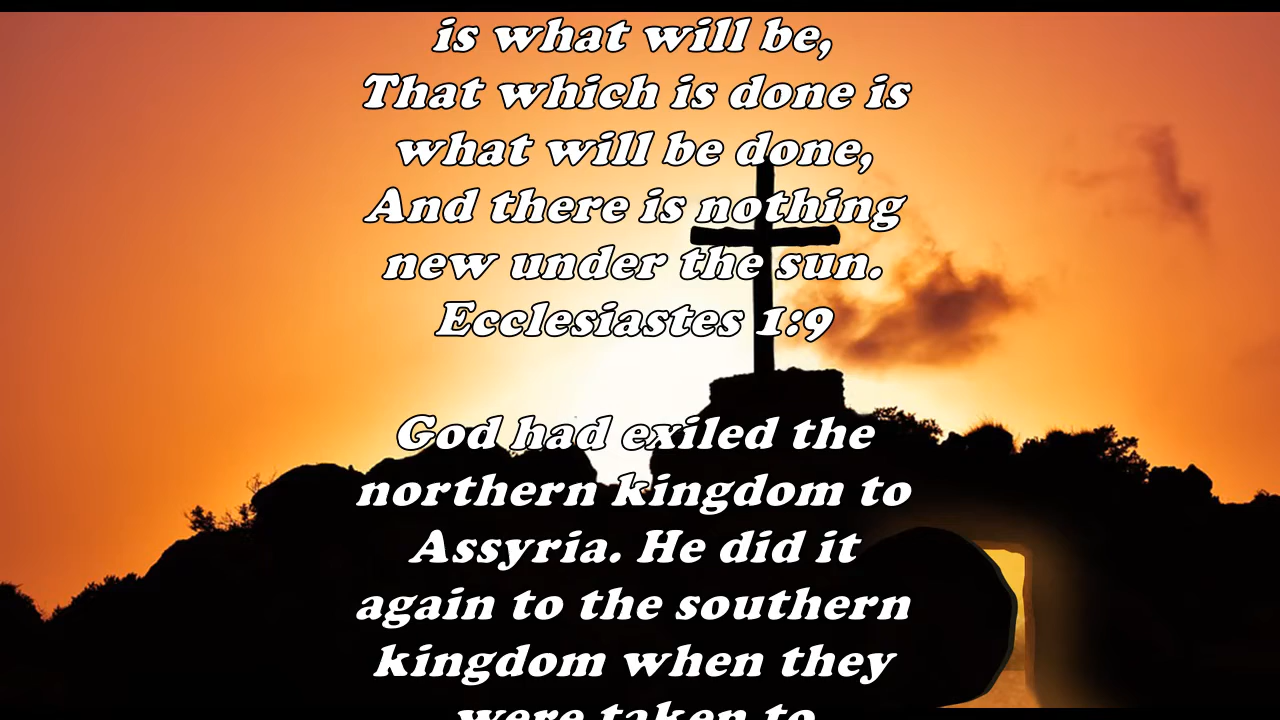 is what will be,
That which is done is
what will be done,
And there is nothing
new under the sun.
Ecclesiastes 1:9
God had exiled the
northern kingdom to
Assyria. He did it
again to the southern
kingdom when they
were taken to